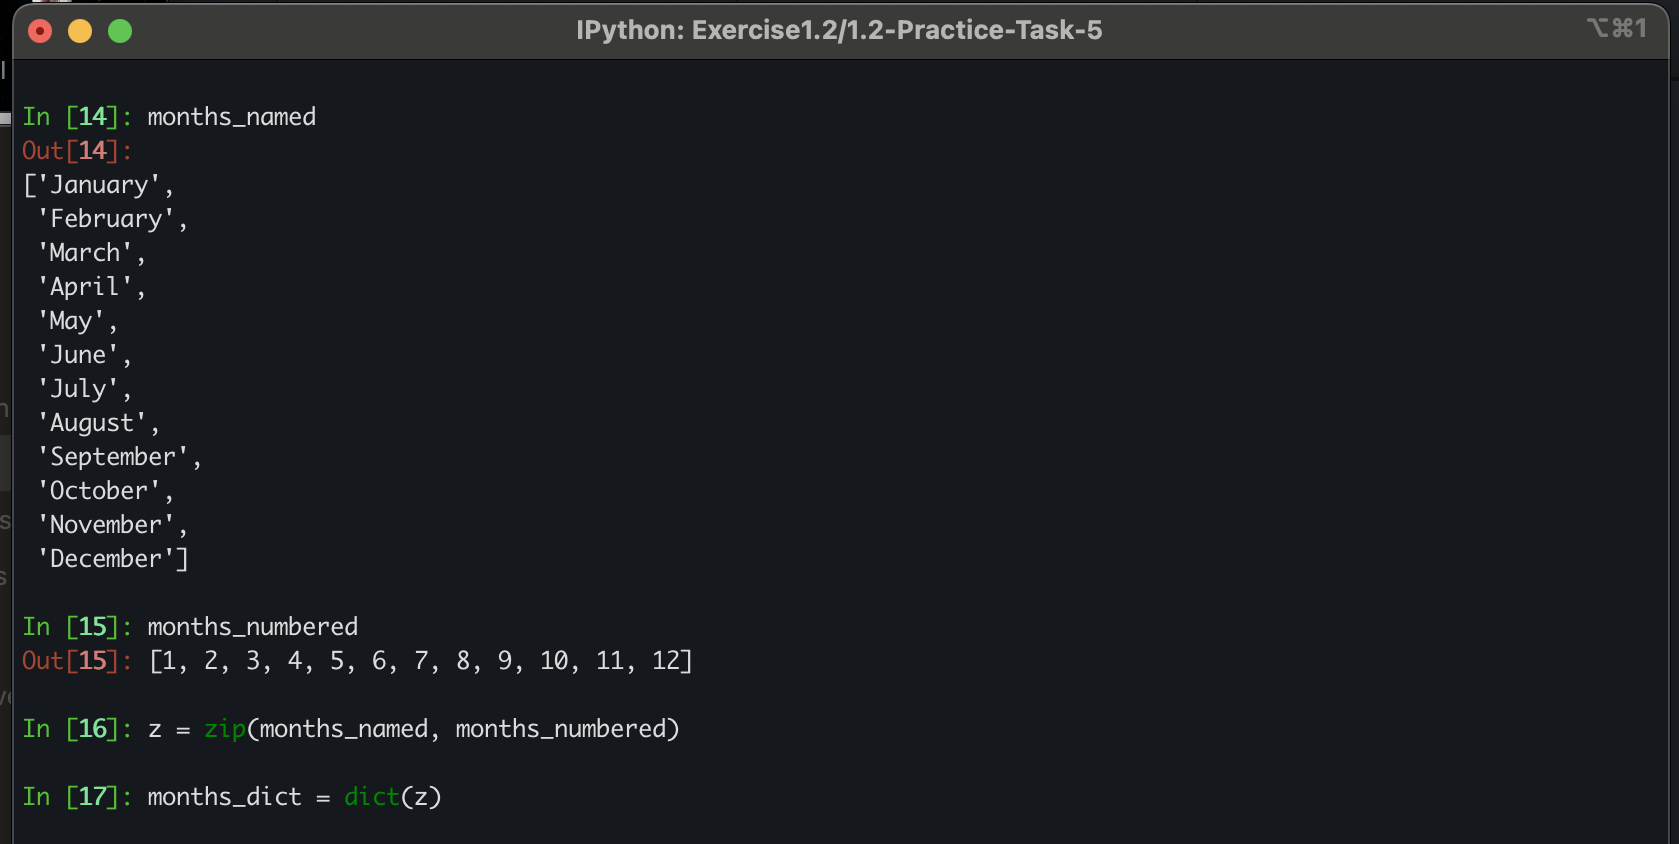 IPython: Exercise1.2/1.2-Practice-Task-5
⌥⌘1
In [14]: months_named
Out[14]:
['January',
 'February',
 'March',
 'April',
 'May',
 'June',
 'July',
 'August',
 'September',
 'October',
 'November',
 'December']
In [15]: months_numbered
Out[15]: [1, 2, 3, 4, 5, 6, 7, 8, 9, 10, 11, 12]
In [16]: z = zip(months_named, months_numbered)
In [17]: months_dict = dict(z)